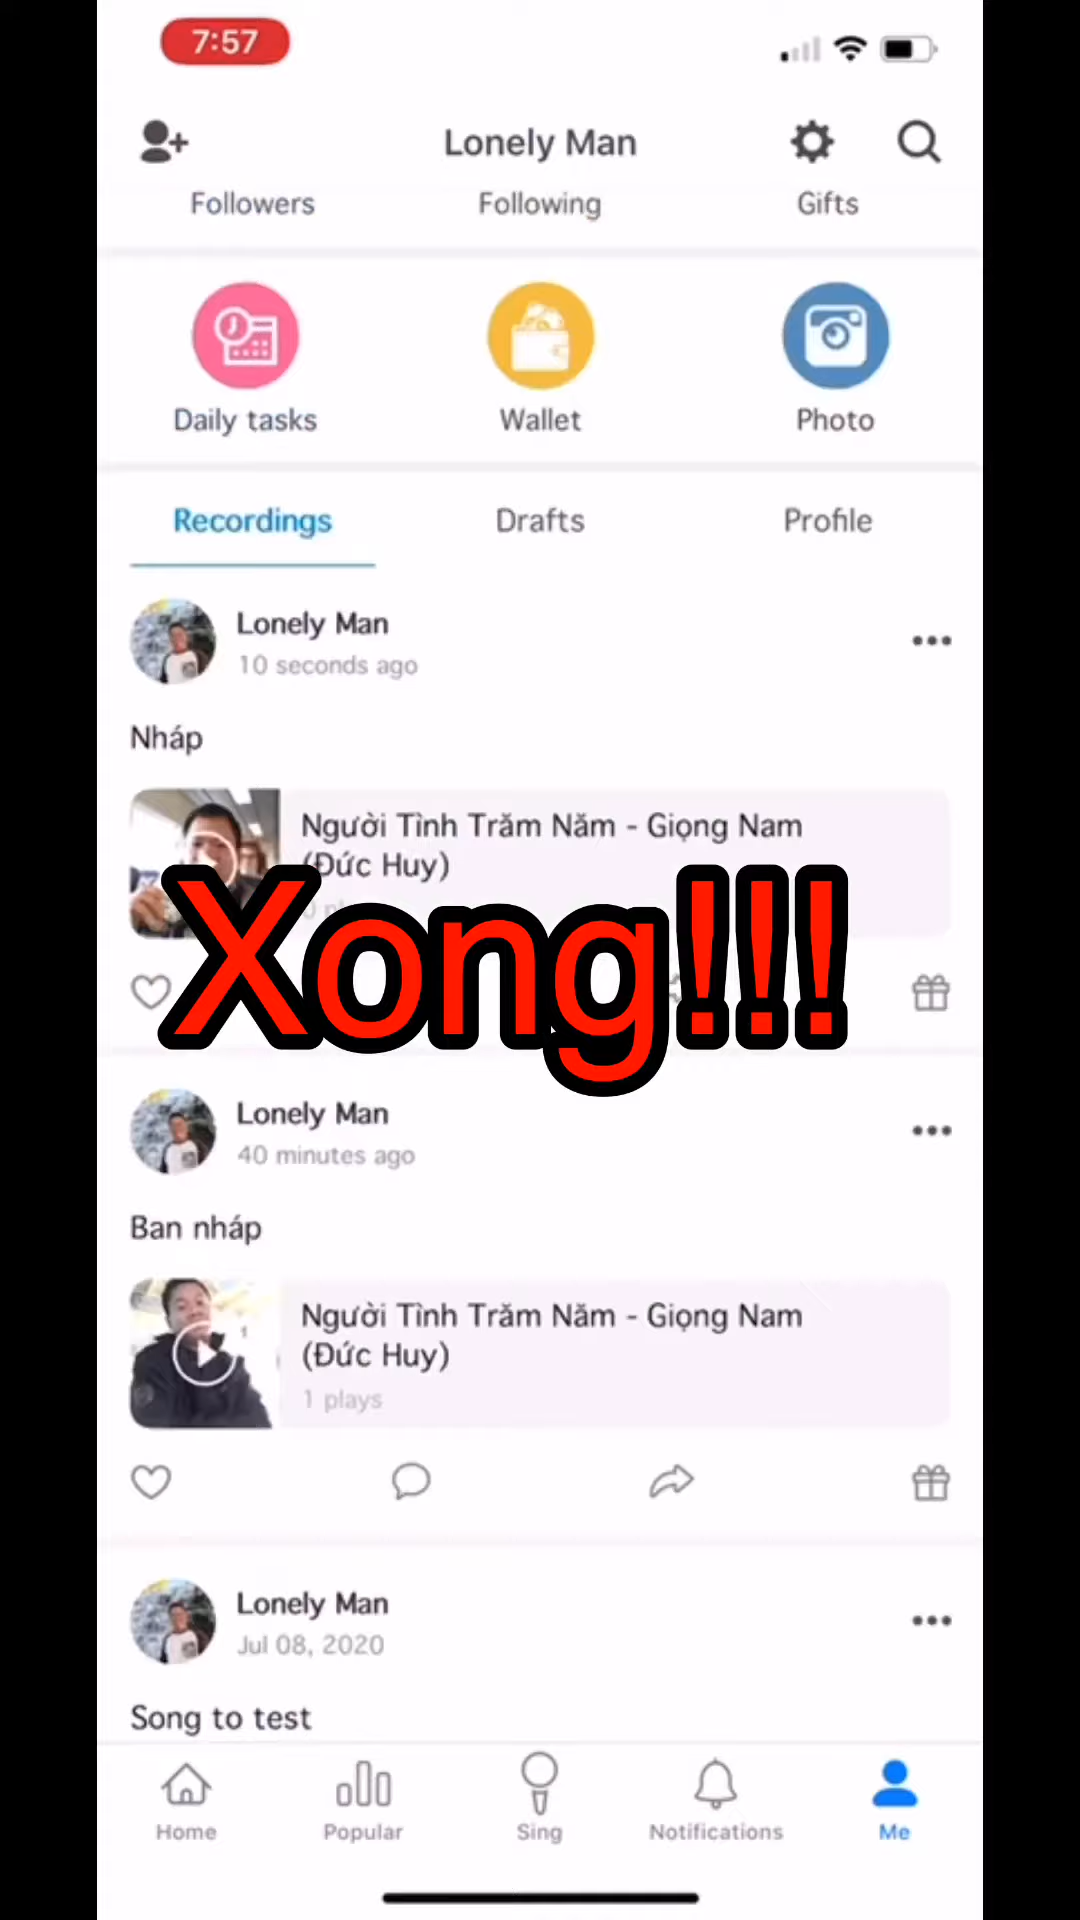 7:57
Lonely Man
Followers Following Gifts
Daily tasks Wallet Photo
Recordings Drafts Profile
Lonely Man
10 seconds ago
Nháp
Người Tình Trăm Năm - Giọng Nam
(Đức Huy)
Xong!!!
Lonely Man
40 minutes ago
Ban nháp
Người Tình Trăm Năm - Giọng Nam
(Đức Huy)
1 plays
Lonely Man
Jul 08, 2020
Song to test
Home Popular Sing Notifications Me